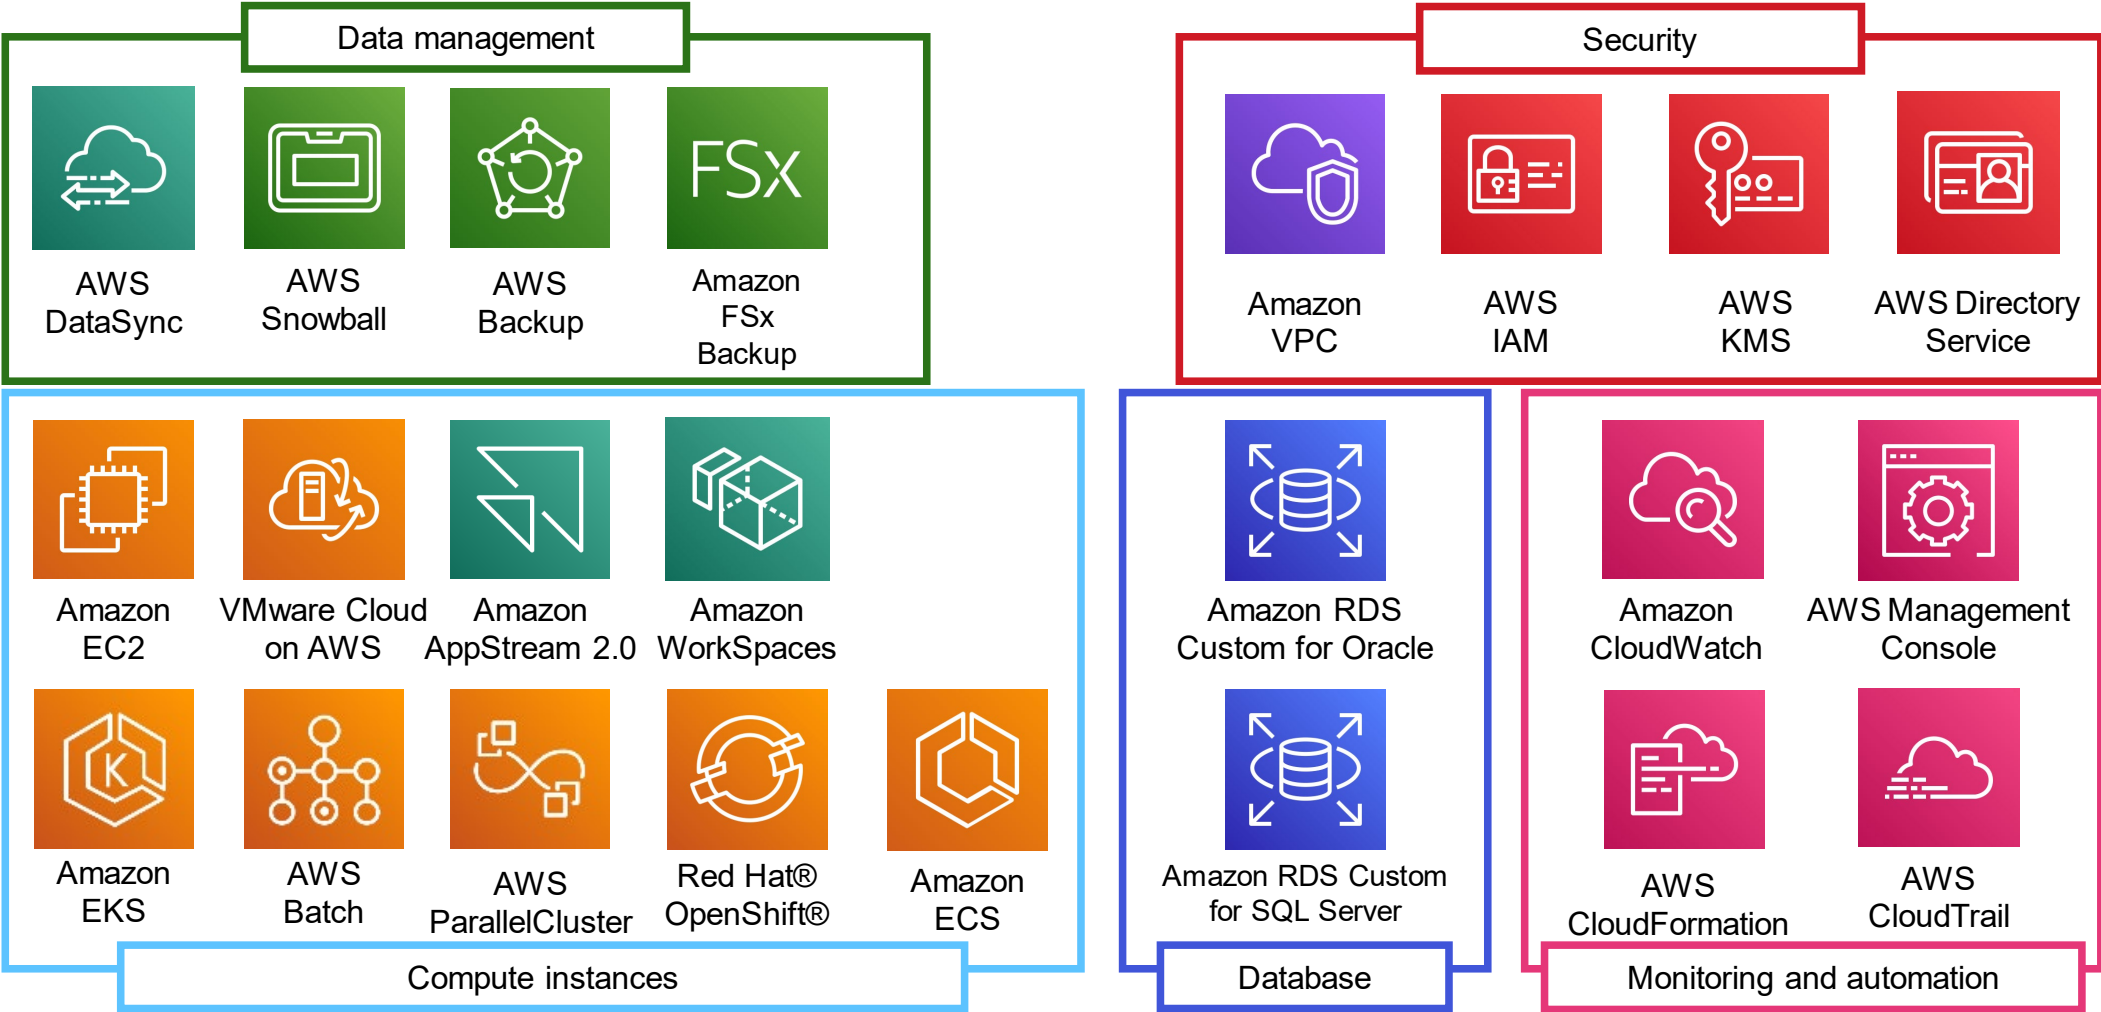 Data management
FSx
AWS
DataSync
AWS
Snowball
AWS
Backup
Amazon
FSx
Backup
Security
Amazon
VPC
AWS
IAM
AWS
KMS
AWS Directory
Service
Amazon
EC2
VMware Cloud
on AWS
Amazon
AppStream 2.0
Amazon
WorkSpaces
K
Amazon
EKS
AWS
Batch
AWS
ParallelCluster
Red Hat®
OpenShift®
Amazon
ECS
Compute instances
Amazon RDS
Custom for Oracle
Amazon RDS Custom
for SQL Server
Database
Amazon
CloudWatch
AWS Management
Console
AWS
CloudFormation
AWS
CloudTrail
Monitoring and automation